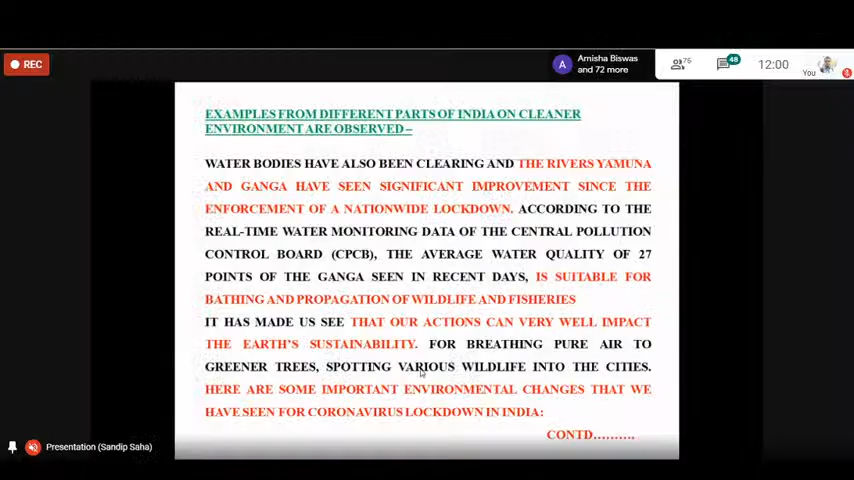 REC
A
Amisha Biswas
and 72 more
75
48
12:00
You
EXAMPLES FROM DIFFERENT PARTS OF INDIA ON CLEANER
ENVIRONMENT ARE OBSERVED –
WATER BODIES HAVE ALSO BEEN CLEARING AND THE RIVERS YAMUNA
AND GANGA HAVE SEEN SIGNIFICANT IMPROVEMENT SINCE THE
ENFORCEMENT OF A NATIONWIDE LOCKDOWN. ACCORDING TO THE
REAL-TIME WATER MONITORING DATA OF THE CENTRAL POLLUTION
CONTROL BOARD (CPCB), THE AVERAGE WATER QUALITY OF 27
POINTS OF THE GANGA SEEN IN RECENT DAYS, IS SUITABLE FOR
BATHING AND PROPAGATION OF WILDLIFE AND FISHERIES
IT HAS MADE US SEE THAT OUR ACTIONS CAN VERY WELL IMPACT
THE EARTH'S SUSTAINABILITY. FOR BREATHING PURE AIR TO
GREENER TREES, SPOTTING VARIOUS WILDLIFE INTO THE CITIES.
HERE ARE SOME IMPORTANT ENVIRONMENTAL CHANGES THAT WE
HAVE SEEN FOR CORONAVIRUS LOCKDOWN IN INDIA:
CONTD..........
Presentation (Sandip Saha)